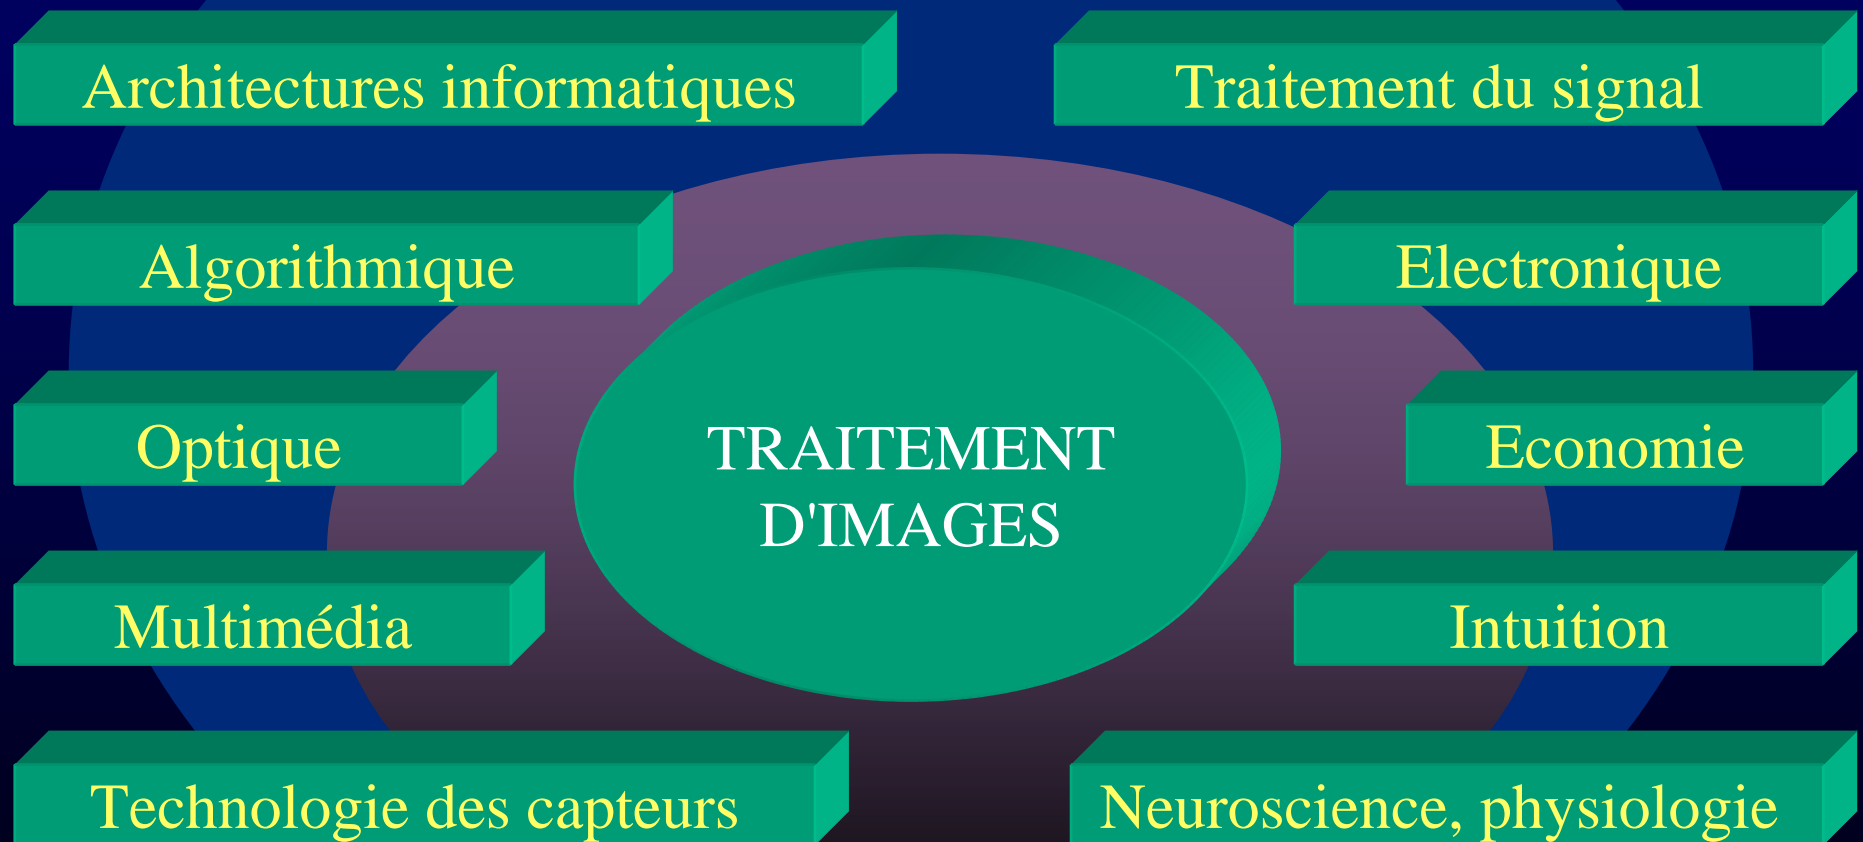 Architectures informatiques
Traitement du signal
Algorithmique
Electronique
Optique
TRAITEMENT
D'IMAGES
Economie
Multimédia
Intuition
Technologie des capteurs
Neuroscience, physiologie